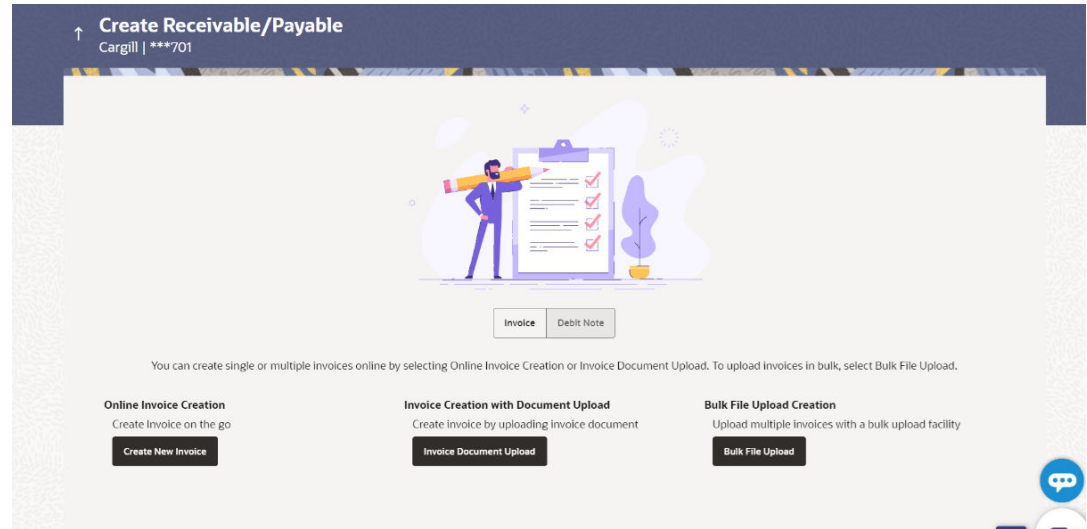 Create Receivable/Payable
Cargill | ***701
Invoice
Debit Note
You can create single or multiple invoices online by selecting Online Invoice Creation or Invoice Document Upload. To upload invoices in bulk, select Bulk File Upload.
Online Invoice Creation
Create Invoice on the go
Create New Invoice
Invoice Creation with Document Upload
Create invoice by uploading invoice document
Invoice Document Upload
Bulk File Upload Creation
Upload multiple invoices with a bulk upload facility
Bulk File Upload